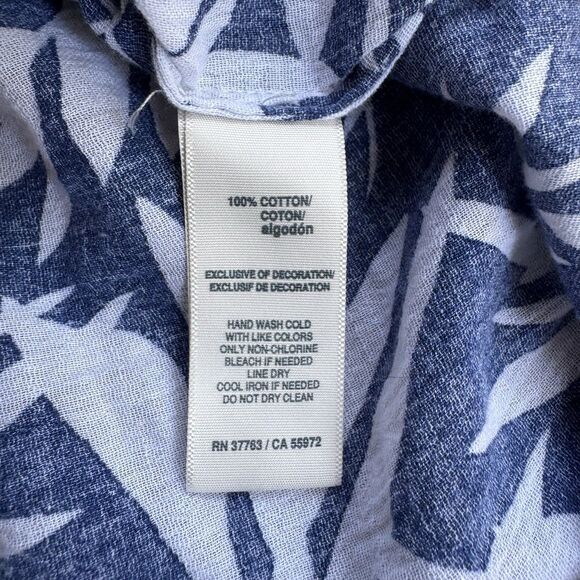 100% COTTON/
COTON/
algodón
EXCLUSIVE OF DECORATION/
EXCLUSIF DE DECORATION
HAND WASH COLD
WITH LIKE COLORS
ONLY NON-CHLORINE
BLEACH IF NEEDED
LINE DRY
COOL IRON IF NEEDED
DO NOT DRY CLEAN
RN 37763 / CA 55972